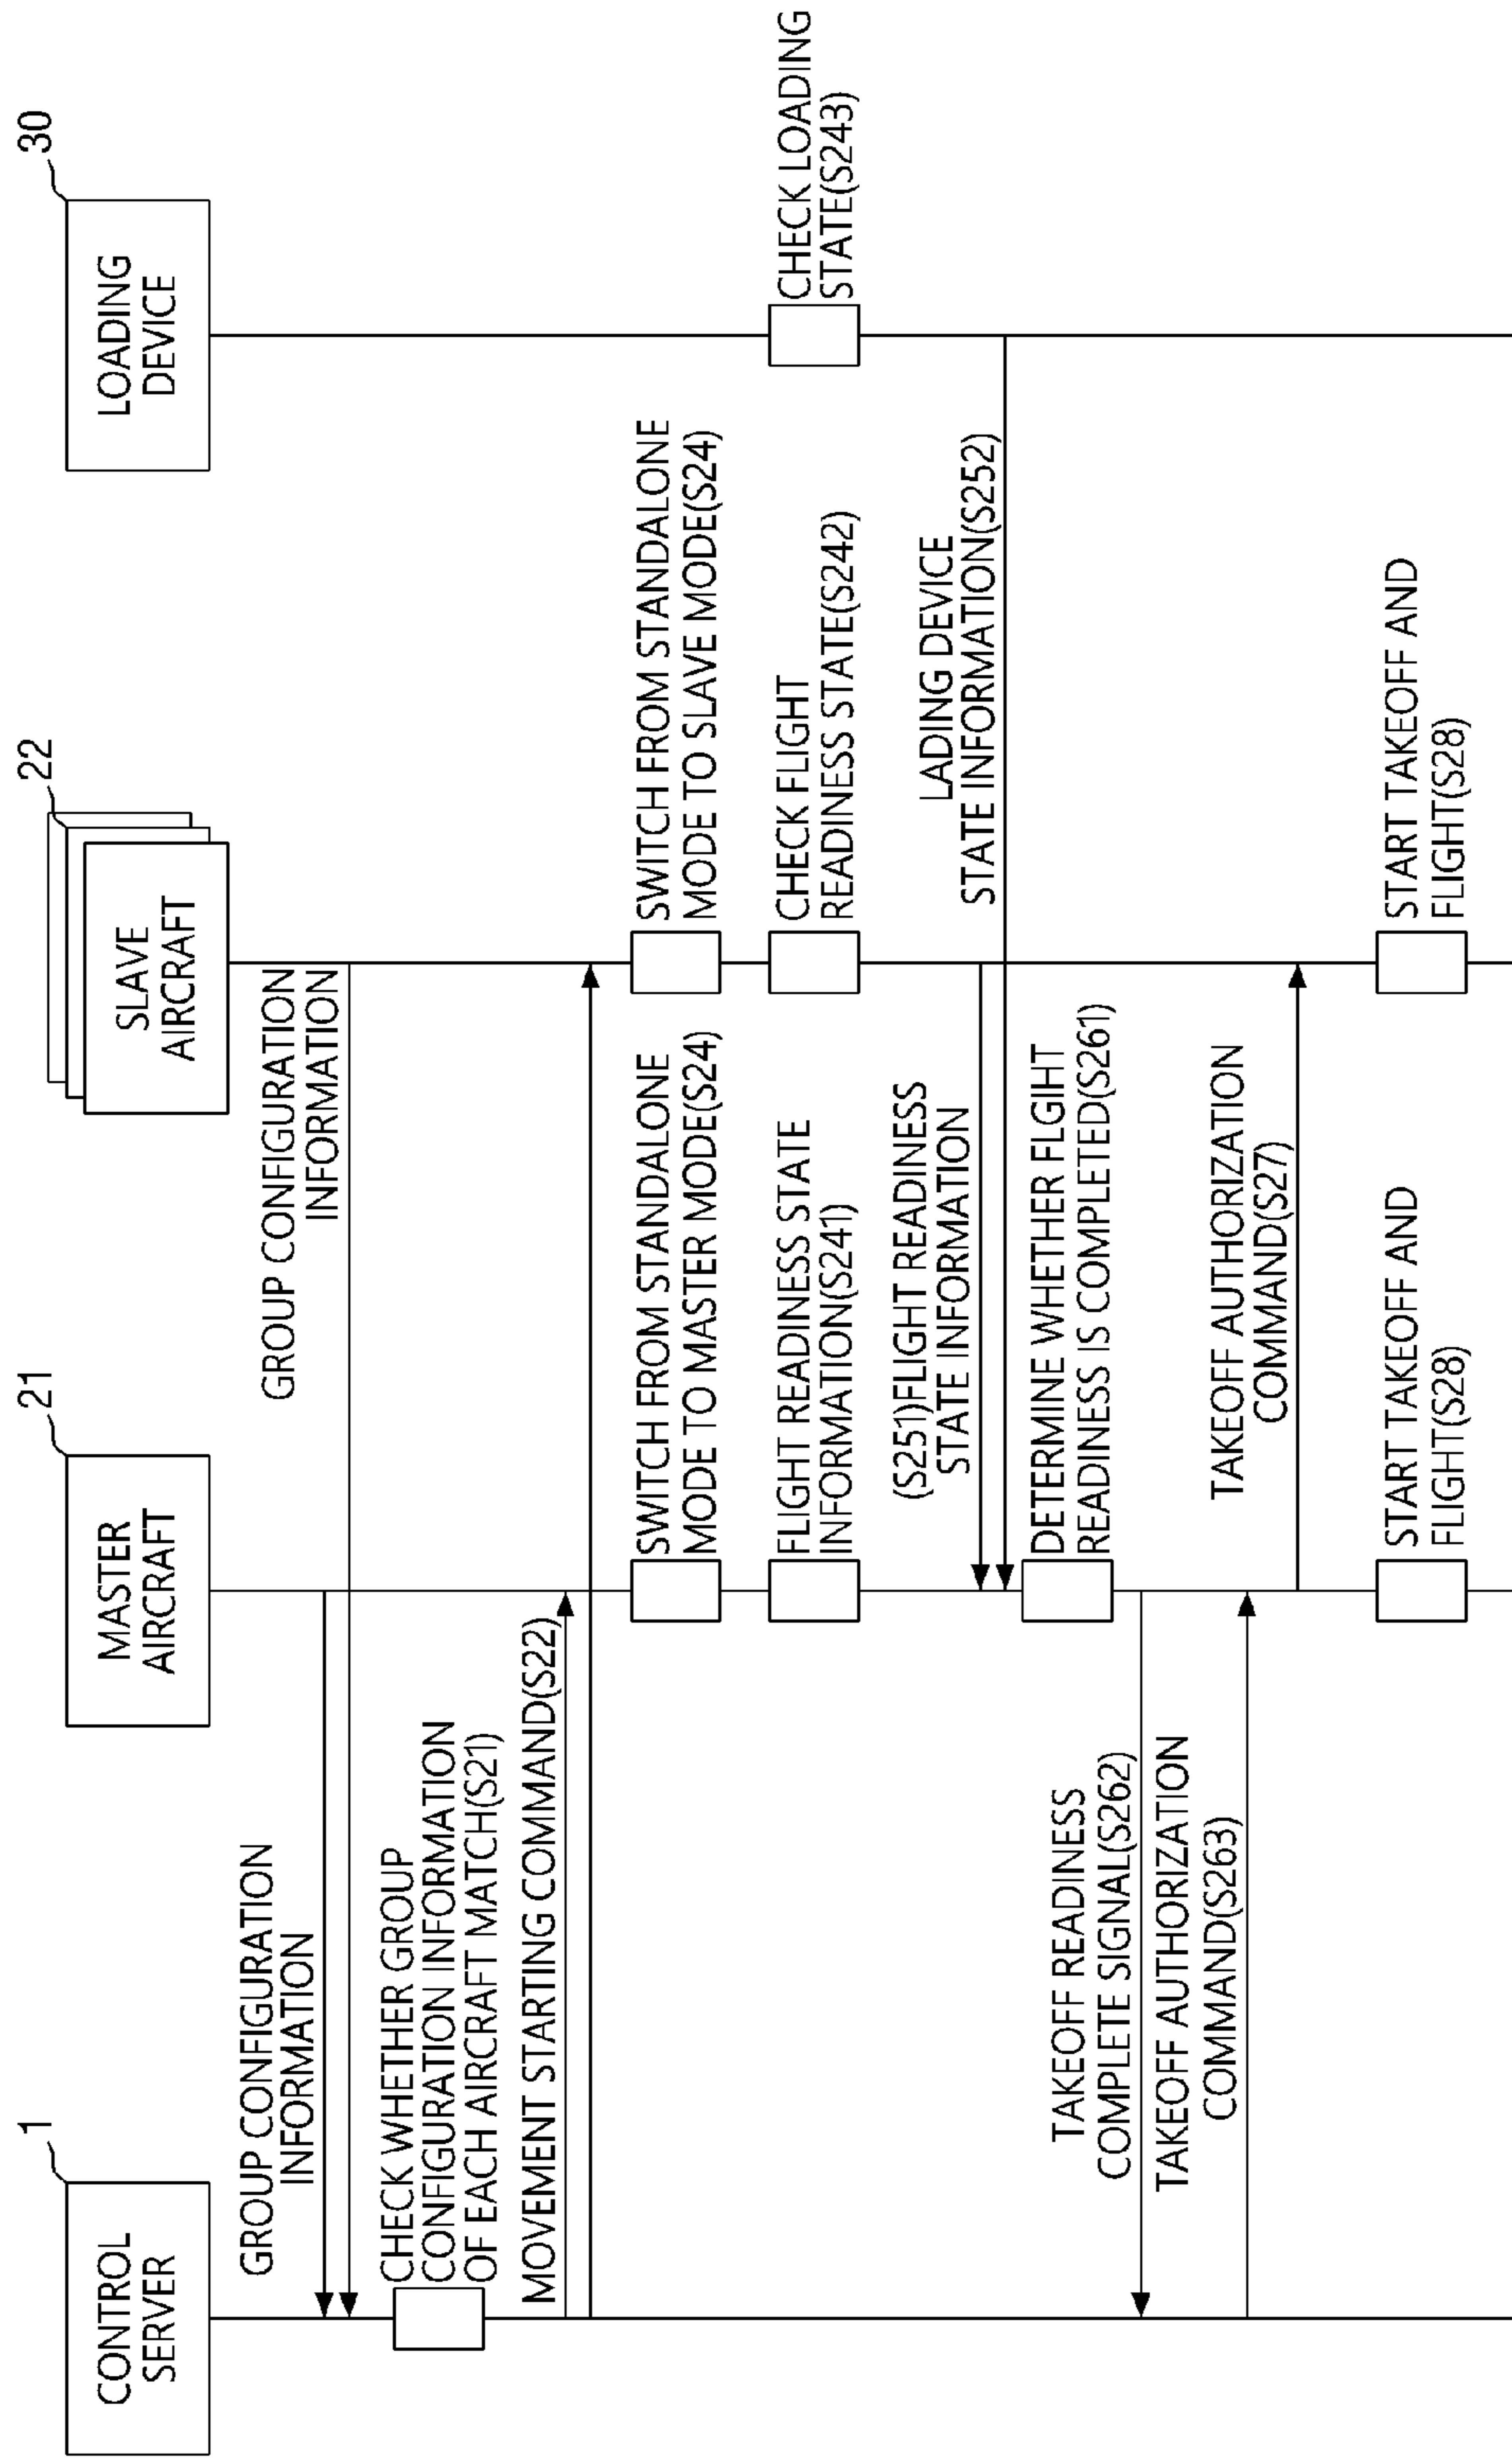 1
CONTROL
SERVER
21
MASTER
AIRCRAFT
22
SLAVE
AIRCRAFT
30
LOADING
DEVICE
GROUP CONFIGURATION
INFORMATION
GROUP CONFIGURATION
INFORMATION
CHECK WHETHER GROUP
CONFIGURATION INFORMATION
OF EACH AIRCRAFT MATCH(S21)
MOVEMENT STARTING COMMAND(S22)
SWITCH FROM STANDALONE
MODE TO MASTER MODE(S24)
SWITCH FROM STANDALONE
MODE TO SLAVE MODE(S24)
FLIGHT READINESS STATE
INFORMATION(S241)
CHECK FLIGHT
READINESS STATE(S242)
CHECK LOADING
STATE(S243)
(S251)FLIGHT READINESS
STATE INFORMATION
LADING DEVICE
STATE INFORMATION(S252)
DETERMINE WHETHER FLGIHT
READINESS IS COMPLETED(S261)
TAKEOFF READINESS
COMPLETE SIGNAL(S262)
TAKEOFF AUTHORIZATION
COMMAND(S263)
TAKEOFF AUTHORIZATION
COMMAND(S27)
START TAKEOFF AND
FLIGHT(S28)
START TAKEOFF AND
FLIGHT(S28)